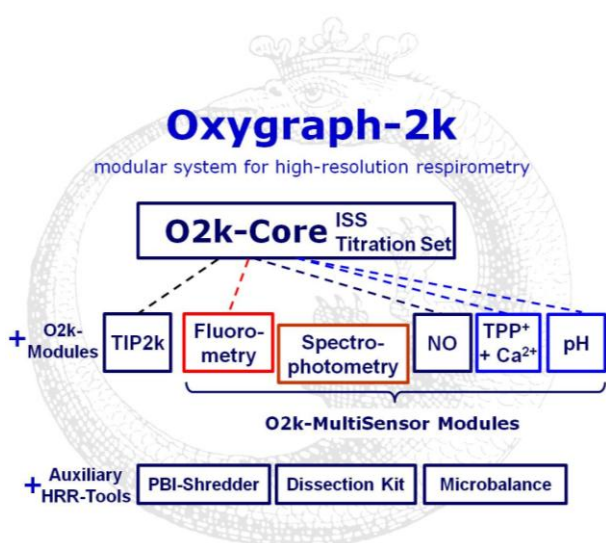 Oxygraph-2k
modular system for high-resolution respirometry
O2k-Core ISS
Titration Set
+ O2k-
Modules
TIP2k
Fluoro-
metry
Spectro-
photometry
NO
TPP⁺
+ Ca²⁺
pH
O2k-MultiSensor Modules
+ Auxiliary
HRR-Tools
PBI-Shredder
Dissection Kit
Microbalance